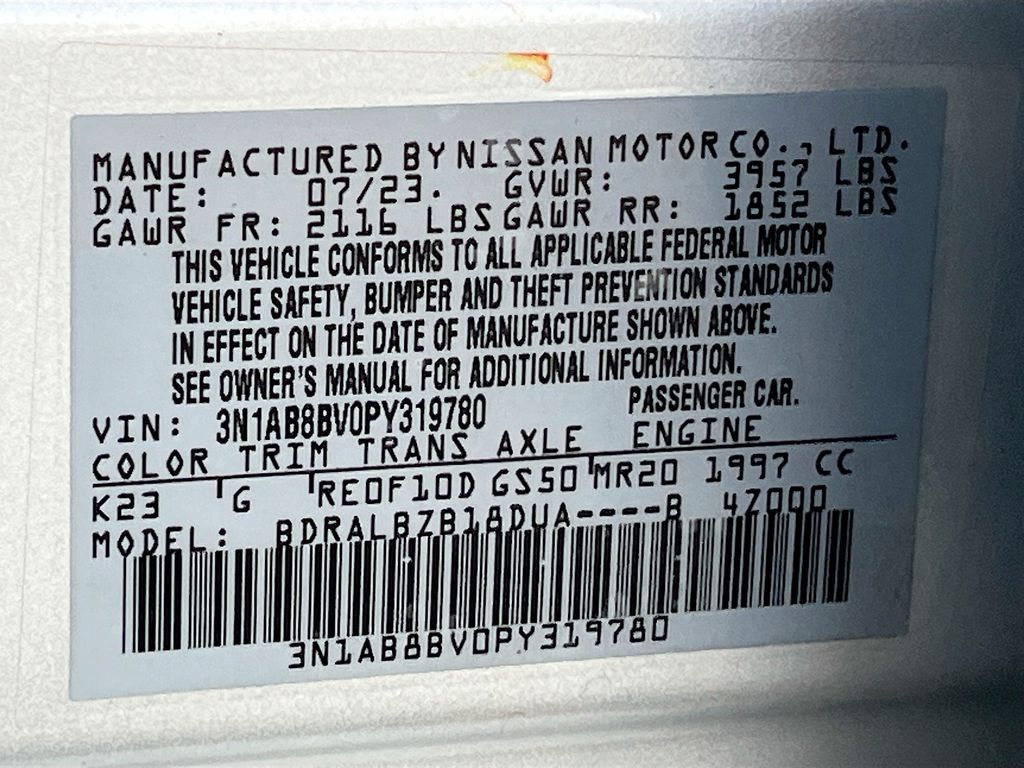 MANUFACTURED BY NISSAN MOTOR CO., LTD.
DATE: 07/23. GVWR: 3957 LBS
GAWR FR: 2116 LBS GAWR RR: 1852 LBS
THIS VEHICLE CONFORMS TO ALL APPLICABLE FEDERAL MOTOR
VEHICLE SAFETY, BUMPER AND THEFT PREVENTION STANDARDS
IN EFFECT ON THE DATE OF MANUFACTURE SHOWN ABOVE.
SEE OWNER'S MANUAL FOR ADDITIONAL INFORMATION.
VIN: 3N1AB8BV0PY319780 PASSENGER CAR.
COLOR TRIM TRANS AXLE ENGINE
K23 G RE0F10D GS50 MR20 1997 CC
MODEL: BDRALBZB18DUA----B 4Z000
3N1AB8BV0PY319780